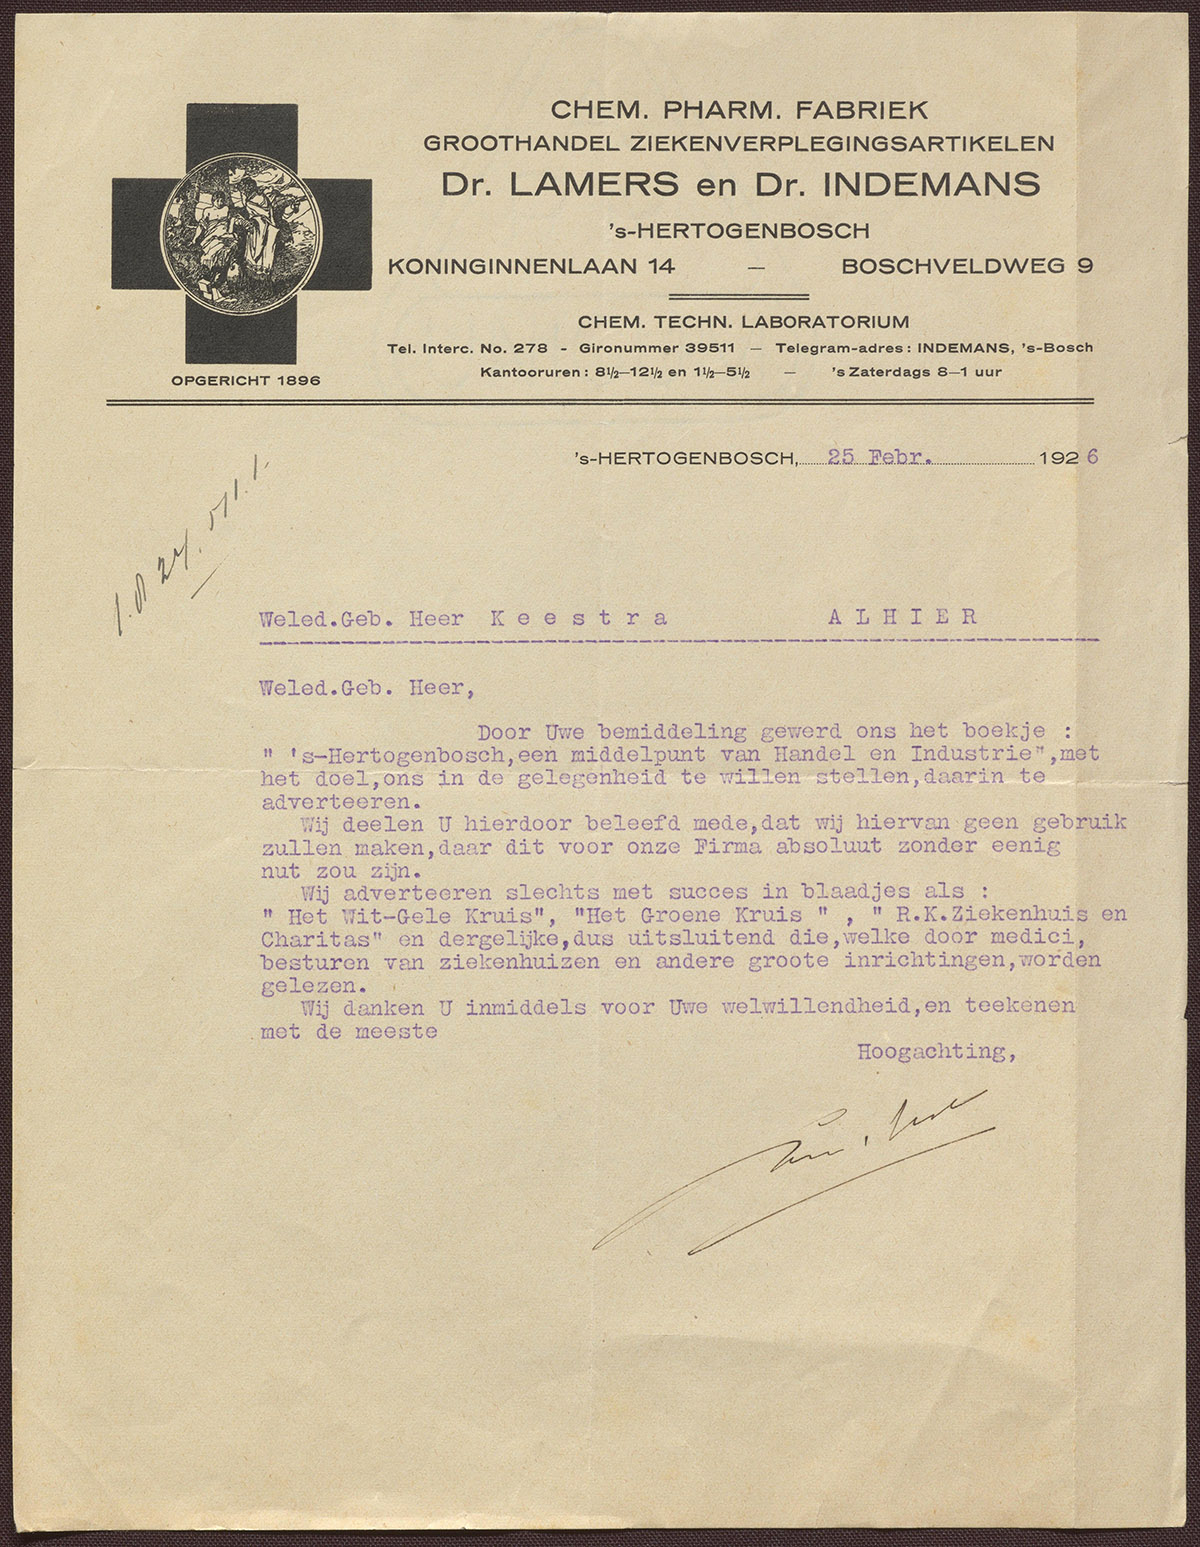 CHEM. PHARM. FABRIEK
GROOTHANDEL ZIEKENVERPLEGINGSARTIKELEN
Dr. LAMERS en Dr. INDEMANS
's-HERTOGENBOSCH
KONINGINNENLAAN 14 — BOSCHVELDWEG 9
CHEM. TECHN. LABORATORIUM
Tel. Interc. No. 278 - Gironummer 39511 — Telegram-adres: INDEMANS, 's-Bosch
Kantooruren: 8½—12½ en 1½—5½ — 's Zaterdags 8—1 uur
OPGERICHT 1896
's-HERTOGENBOSCH, 25 Febr. 1926
Weled.Geb. Heer K e e s t r a A L H I E R
Weled.Geb. Heer,
Door Uwe bemiddeling gewerd ons het boekje :
" 's-Hertogenbosch,een middelpunt van Handel en Industrie",met
het doel,ons in de gelegenheid te willen stellen,daarin te
adverteeren.
Wij deelen U hierdoor beleefd mede,dat wij hiervan geen gebruik
zullen maken,daar dit voor onze Firma absoluut zonder eenig
nut zou zijn.
Wij adverteeren slechts met succes in blaadjes als :
" Het Wit-Gele Kruis", "Het Groene Kruis " , " R.K.Ziekenhuis en
Charitas" en dergelijke,dus uitsluitend die,welke door medici,
besturen van ziekenhuizen en andere groote inrichtingen,worden
gelezen.
Wij danken U inmiddels voor Uwe welwillendheid,en teekenen
met de meeste
Hoogachting,